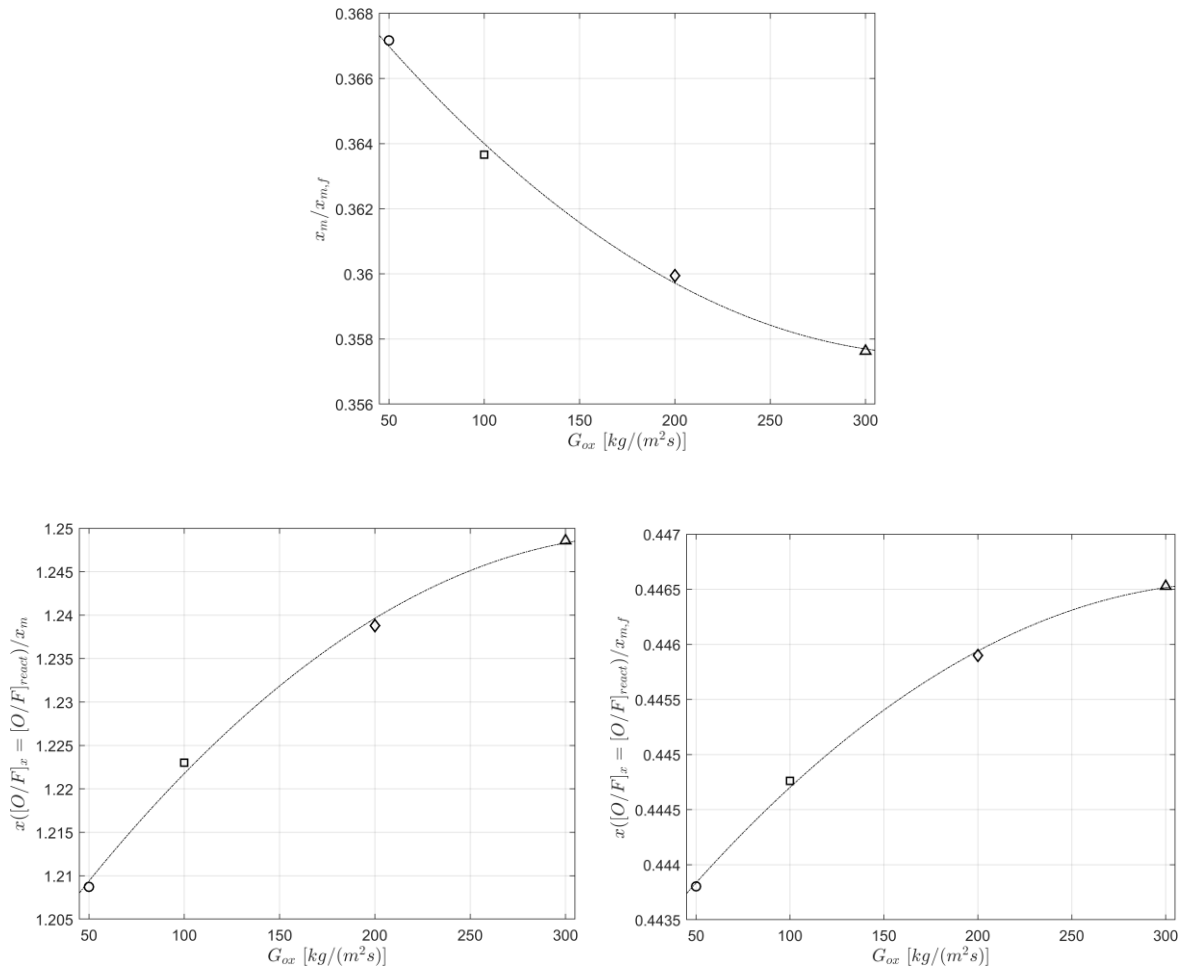 0.368
0.366
0.364
0.362
0.36
0.358
0.356
x_m/x_{m,f}
50 100 150 200 250 300
G_{ox} [kg/(m^2s)]
1.25
1.245
1.24
1.235
1.23
1.225
1.22
1.215
1.21
1.205
x([O/F]_x = [O/F]_{react})/x_m
50 100 150 200 250 300
G_{ox} [kg/(m^2s)]
0.447
0.4465
0.446
0.4455
0.445
0.4445
0.444
0.4435
x([O/F]_x = [O/F]_{react})/x_{m,f}
50 100 150 200 250 300
G_{ox} [kg/(m^2s)]